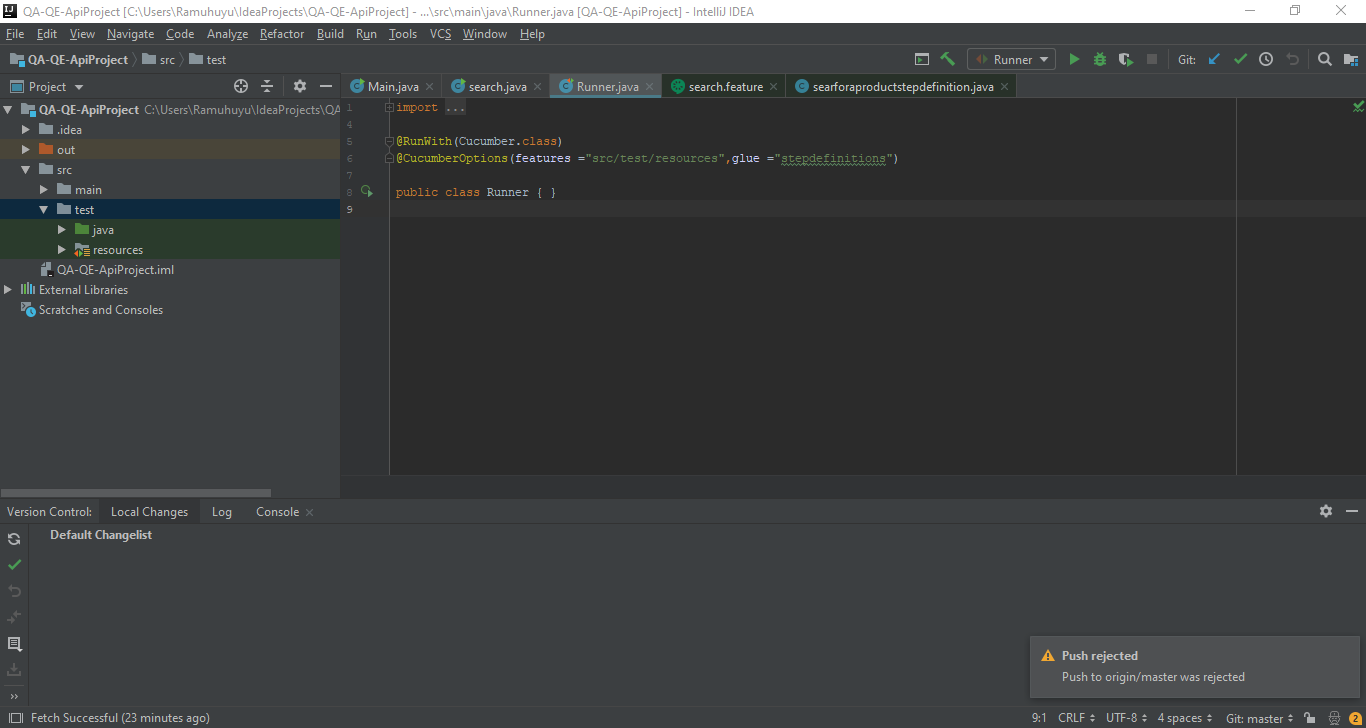 QA-QE-ApiProject [C:\Users\Ramuhuyu\IdeaProjects\QA-QE-ApiProject] - ...\src\main\java\Runner.java [QA-QE-ApiProject] - IntelliJ IDEA
File Edit View Navigate Code Analyze Refactor Build Run Tools VCS Window Help
QA-QE-ApiProject src test Runner Git:
Project Main.java search.java Runner.java search.feature searforaproductstepdefinition.java
QA-QE-ApiProject C:\Users\Ramuhuyu\IdeaProjects\QA
.idea
out
src
main
test
java
resources
QA-QE-ApiProject.iml
External Libraries
Scratches and Consoles
1 import ...
4
5 @RunWith(Cucumber.class)
6 @CucumberOptions(features ="src/test/resources",glue ="stepdefinitions")
7
8 public class Runner { }
9
Version Control: Local Changes Log Console
Default Changelist
Push rejected
Push to origin/master was rejected
Fetch Successful (23 minutes ago) 9:1 CRLF UTF-8 4 spaces Git: master 2